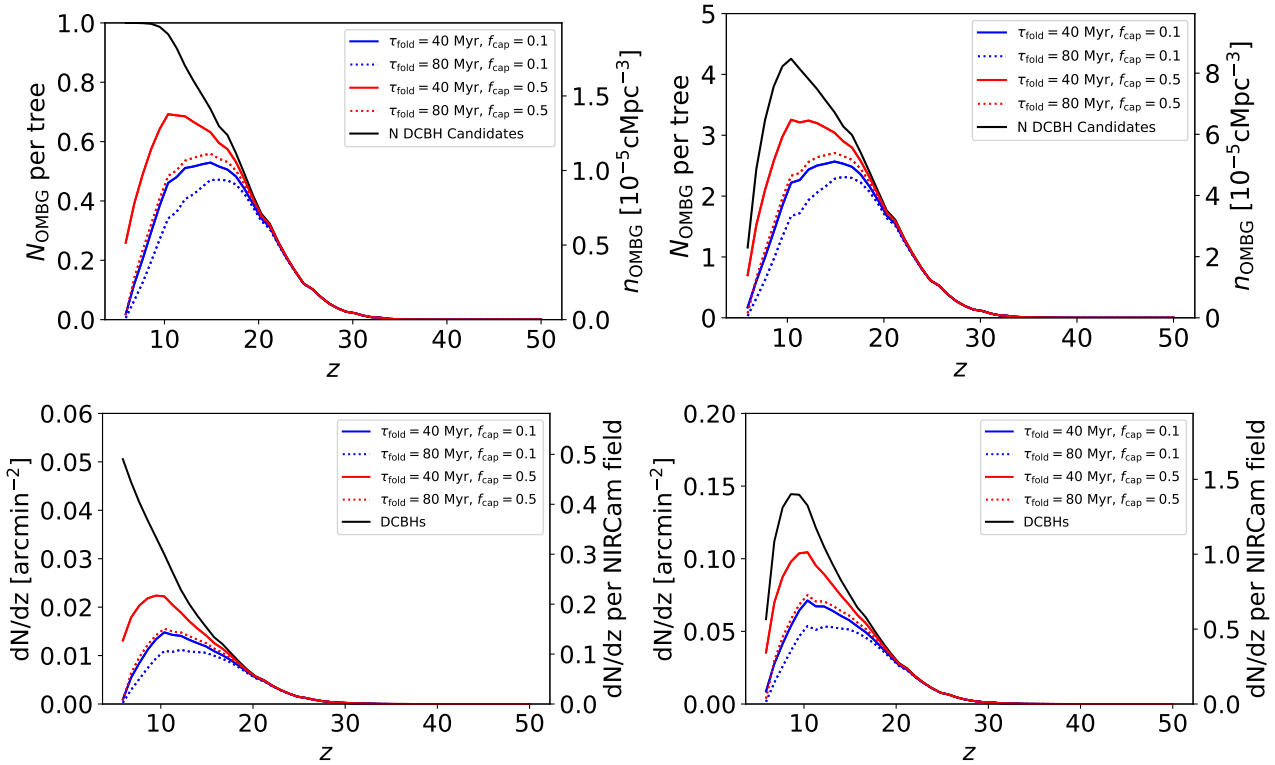 1.0
0.8
0.6
0.4
0.2
0.0
N_OMBG per tree
10
20
30
40
50
z
1.5
1.0
0.5
0.0
n_OMBG [10⁻⁵cMpc⁻³]
τ_fold = 40 Myr, f_cap = 0.1
τ_fold = 80 Myr, f_cap = 0.1
τ_fold = 40 Myr, f_cap = 0.5
τ_fold = 80 Myr, f_cap = 0.5
N DCBH Candidates
5
4
3
2
1
0
N_OMBG per tree
10
20
30
40
50
z
8
6
4
2
0
n_OMBG [10⁻⁵cMpc⁻³]
τ_fold = 40 Myr, f_cap = 0.1
τ_fold = 80 Myr, f_cap = 0.1
τ_fold = 40 Myr, f_cap = 0.5
τ_fold = 80 Myr, f_cap = 0.5
N DCBH Candidates
0.06
0.05
0.04
0.03
0.02
0.01
0.00
dN/dz [arcmin⁻²]
10
20
30
40
50
z
0.5
0.4
0.3
0.2
0.1
0.0
dN/dz per NIRCam field
τ_fold = 40 Myr, f_cap = 0.1
τ_fold = 80 Myr, f_cap = 0.1
τ_fold = 40 Myr, f_cap = 0.5
τ_fold = 80 Myr, f_cap = 0.5
DCBHs
0.20
0.15
0.10
0.05
0.00
dN/dz [arcmin⁻²]
10
20
30
40
50
z
1.5
1.0
0.5
0.0
dN/dz per NIRCam field
τ_fold = 40 Myr, f_cap = 0.1
τ_fold = 80 Myr, f_cap = 0.1
τ_fold = 40 Myr, f_cap = 0.5
τ_fold = 80 Myr, f_cap = 0.5
DCBHs